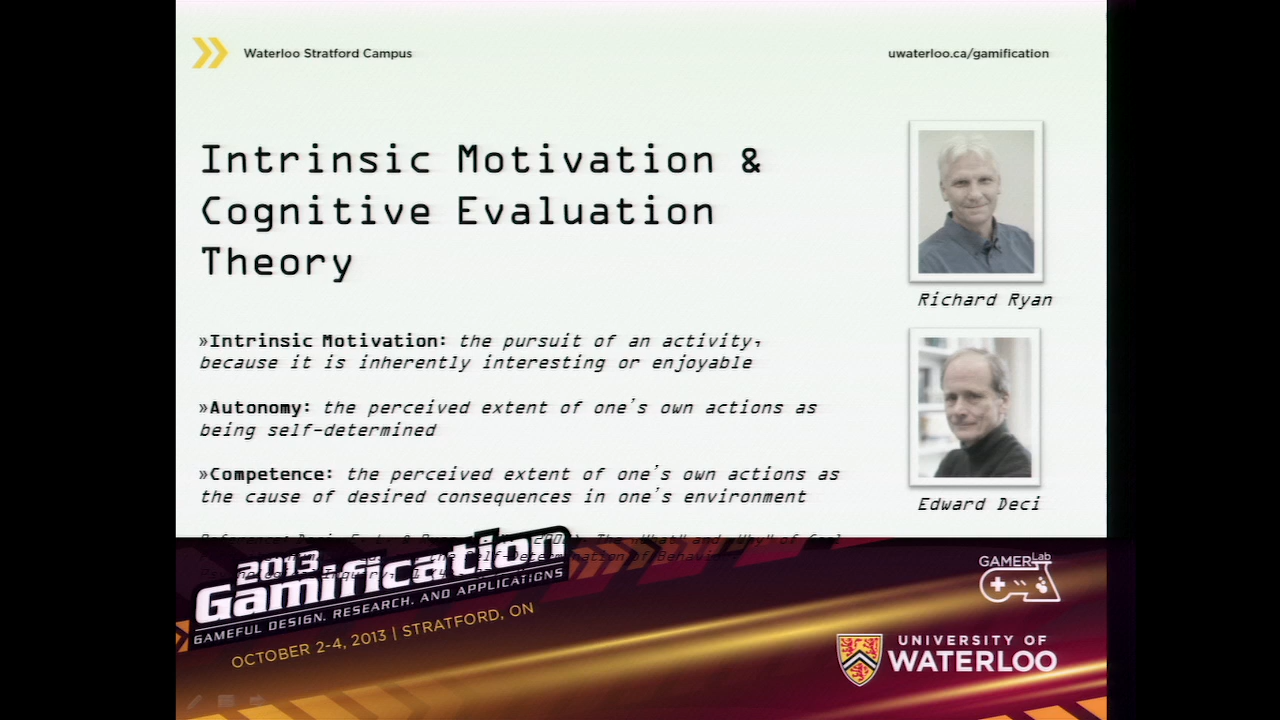 Waterloo Stratford Campus
uwaterloo.ca/gamification
Intrinsic Motivation &
Cognitive Evaluation
Theory
Richard Ryan
»Intrinsic Motivation: the pursuit of an activity,
because it is inherently interesting or enjoyable
»Autonomy: the perceived extent of one's own actions as
being self-determined
Edward Deci
»Competence: the perceived extent of one's own actions as
the cause of desired consequences in one's environment
2013
Gamification
GAMEFUL DESIGN, RESEARCH, AND APPLICATIONS
OCTOBER 2-4, 2013 | STRATFORD, ON
GAMERLab
UNIVERSITY OF
WATERLOO